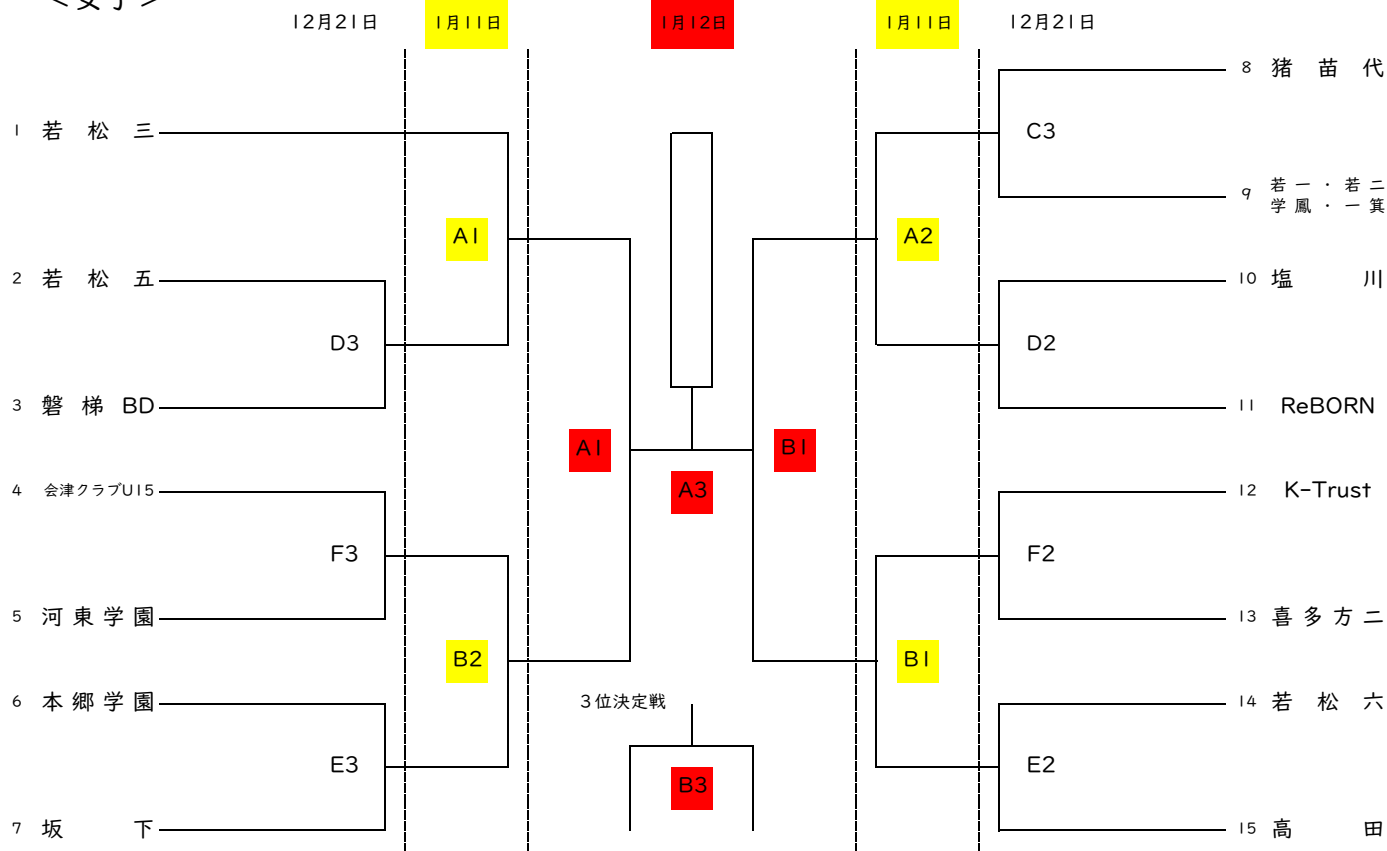 <女子>
12月21日
1月11日
1月12日
1月11日
12月21日
8 猪苗代
C3
1 若松三
9 若一・若二
学鳳・一箕
A1
A2
2 若松五
10 塩川
D3
D2
3 磐梯BD
11 ReBORN
A1
B1
A3
4 会津クラブU15
12 K-Trust
F3
F2
5 河東学園
13 喜多方二
B2
B1
6 本郷学園
3位決定戦
14 若松六
E3
B3
E2
7 坂下
15 高田